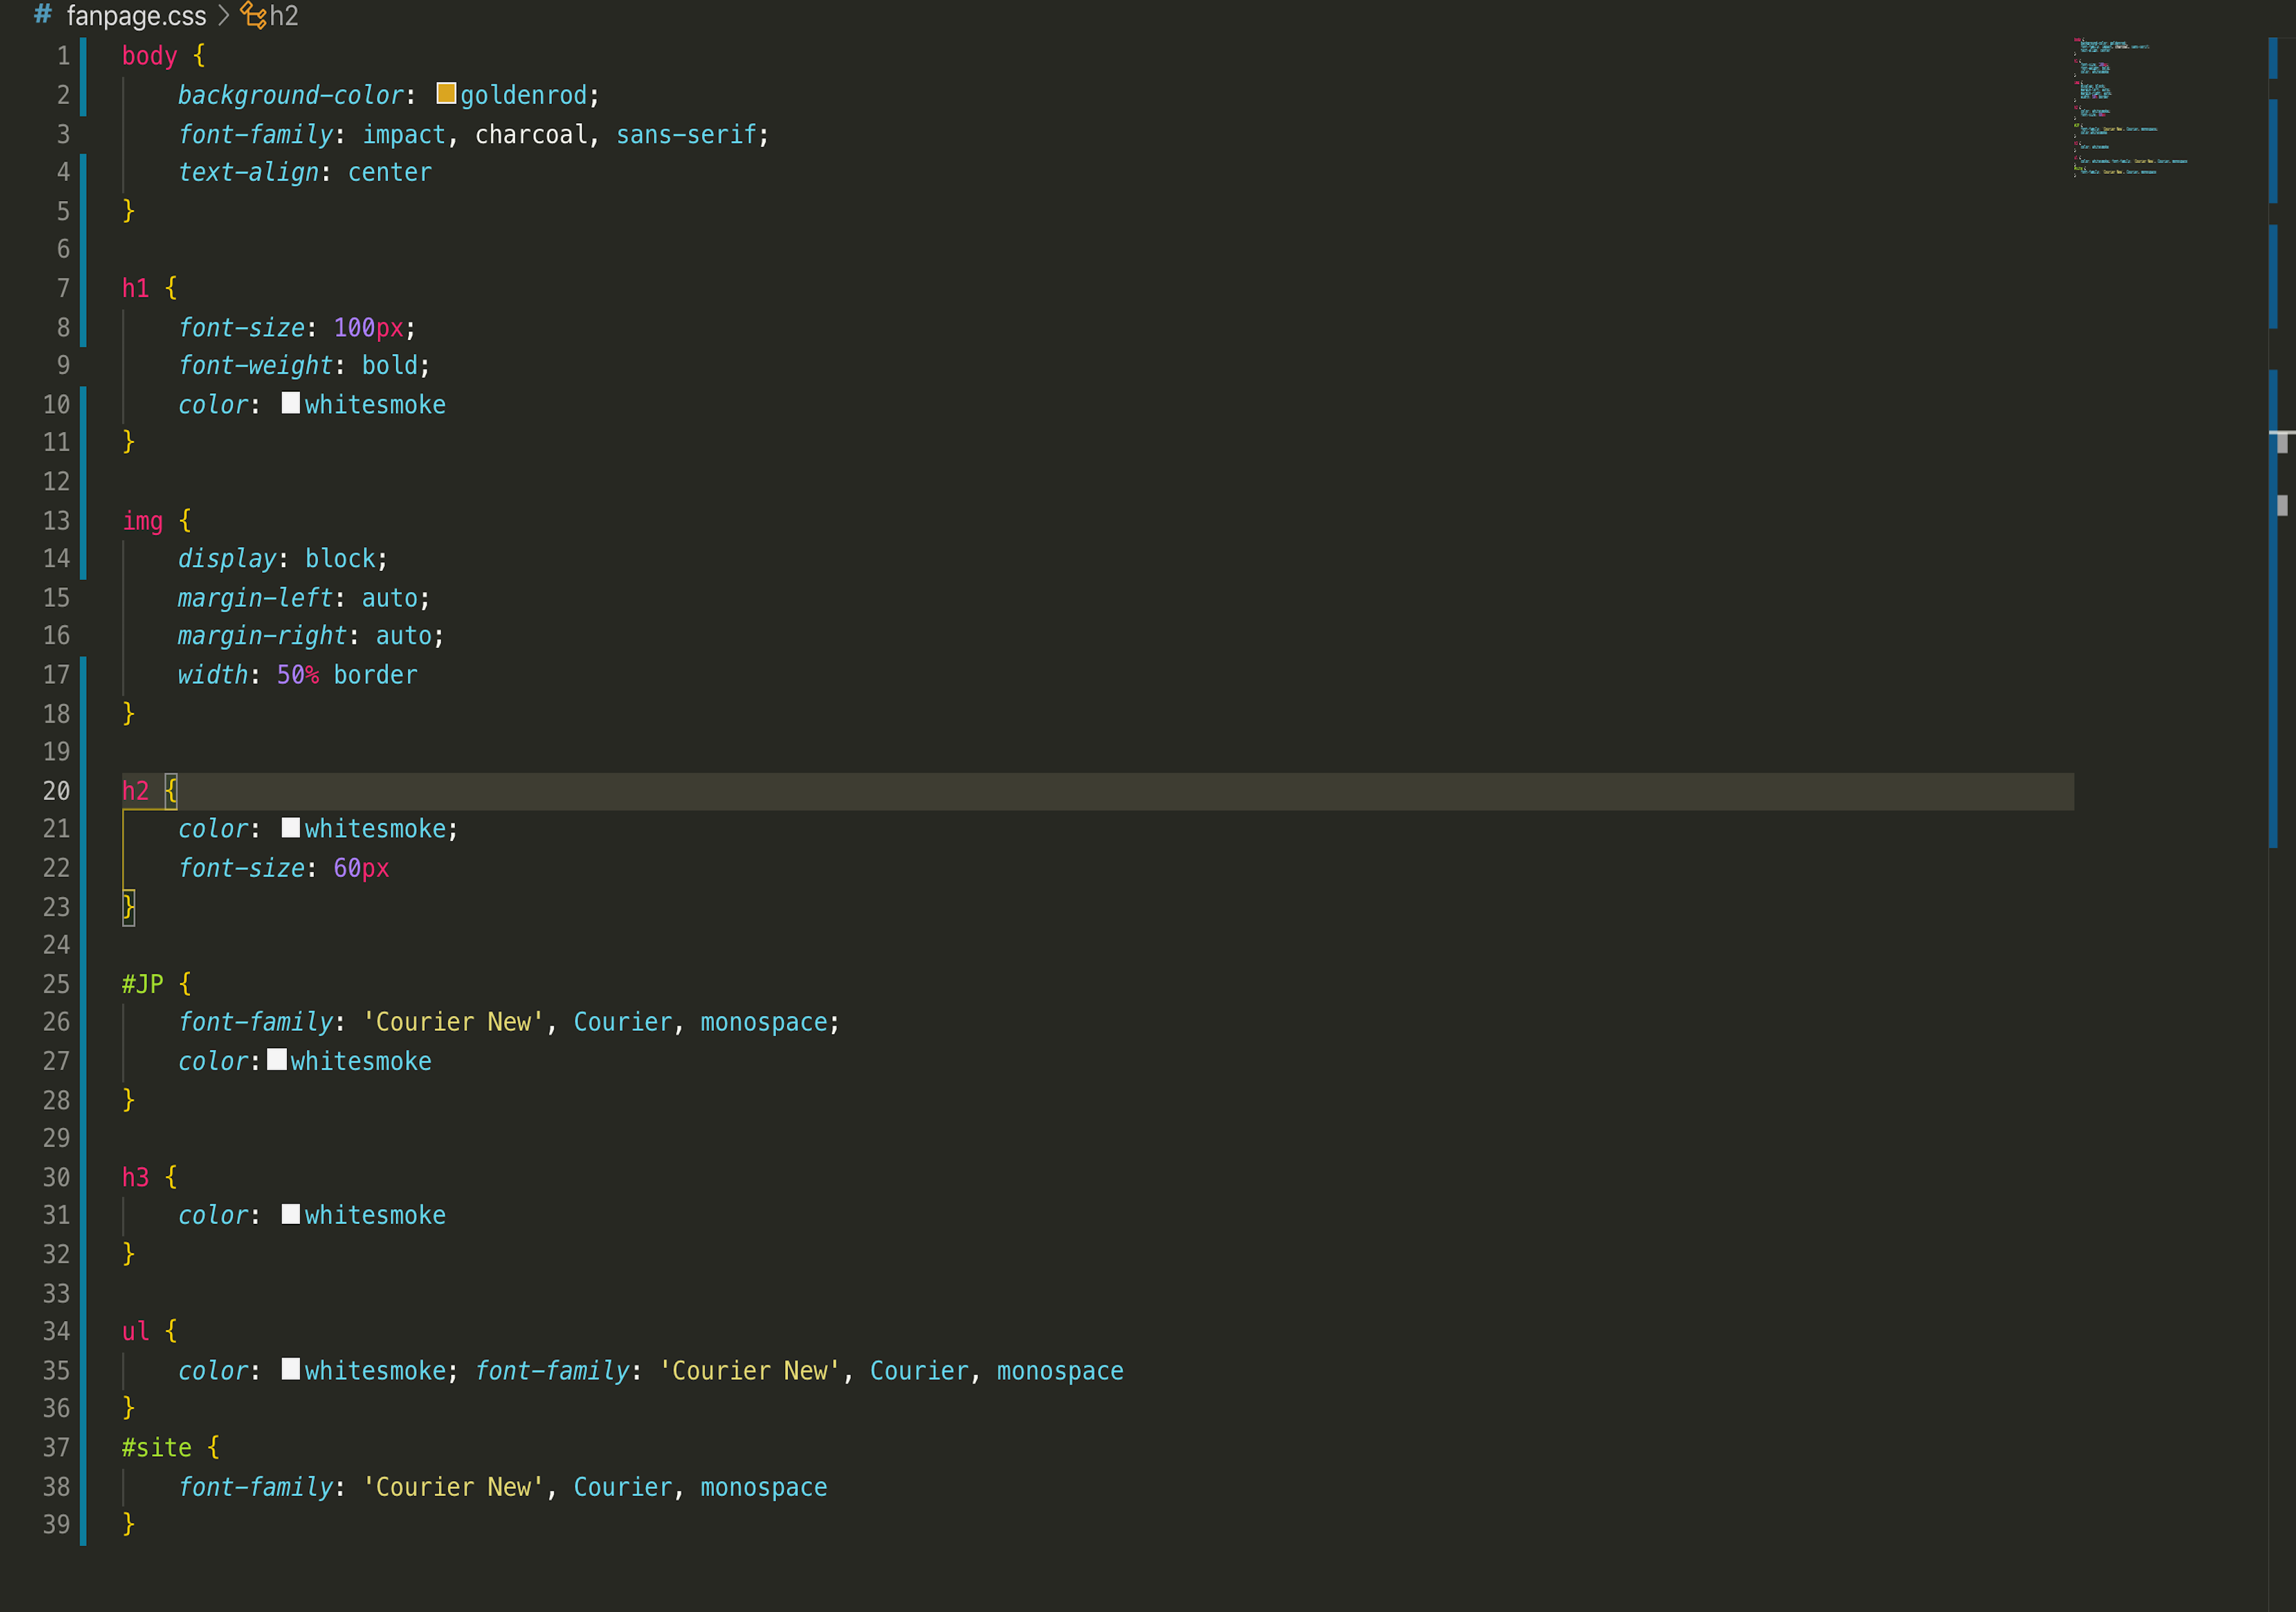 # fanpage.css > h2
1 body {
2     background-color: goldenrod;
3     font-family: impact, charcoal, sans-serif;
4     text-align: center
5 }
6
7 h1 {
8     font-size: 100px;
9     font-weight: bold;
10     color: whitesmoke
11 }
12
13 img {
14     display: block;
15     margin-left: auto;
16     margin-right: auto;
17     width: 50% border
18 }
19
20 h2 {
21     color: whitesmoke;
22     font-size: 60px
23 }
24
25 #JP {
26     font-family: 'Courier New', Courier, monospace;
27     color:whitesmoke
28 }
29
30 h3 {
31     color: whitesmoke
32 }
33
34 ul {
35     color: whitesmoke; font-family: 'Courier New', Courier, monospace
36 }
37 #site {
38     font-family: 'Courier New', Courier, monospace
39 }